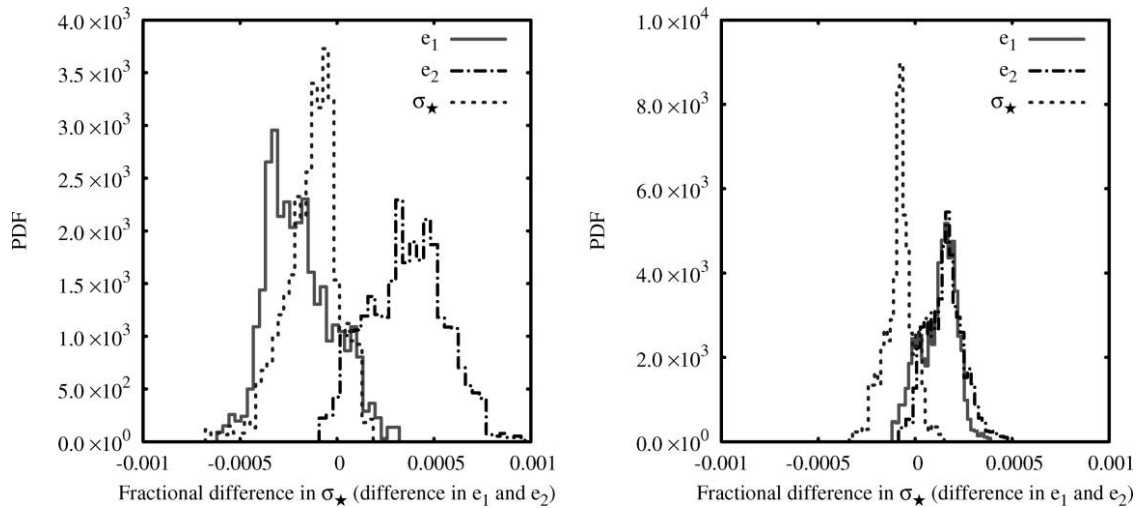 4.0 ×10³
3.5 ×10³
3.0 ×10³
2.5 ×10³
2.0 ×10³
1.5 ×10³
1.0 ×10³
5.0 ×10²
0.0 ×10⁰
PDF
e₁
e₂
σ★
-0.001
-0.0005
0
0.0005
0.001
Fractional difference in σ★ (difference in e₁ and e₂)
1.0 ×10⁴
8.0 ×10³
6.0 ×10³
4.0 ×10³
2.0 ×10³
0.0 ×10⁰
PDF
e₁
e₂
σ★
-0.001
-0.0005
0
0.0005
0.001
Fractional difference in σ★ (difference in e₁ and e₂)